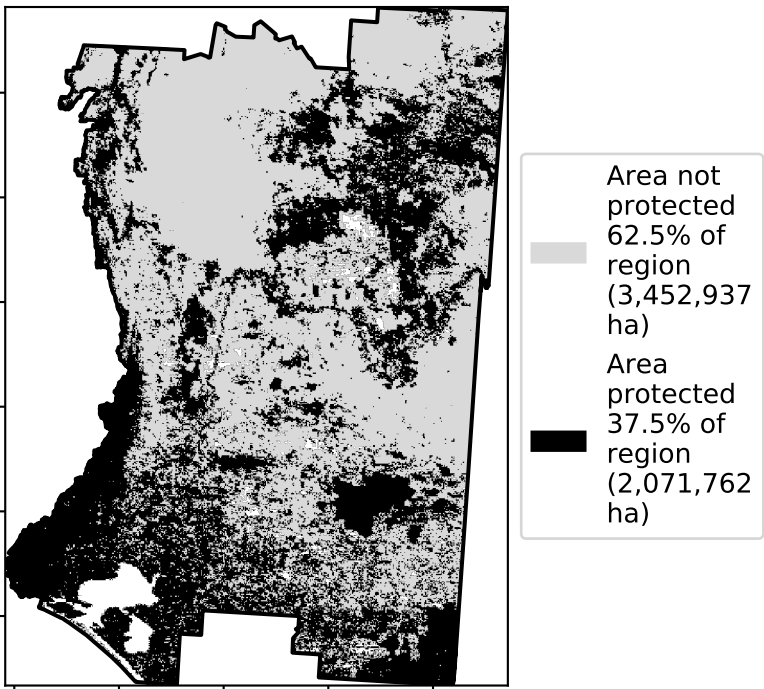 Area not
protected
62.5% of
region
(3,452,937
ha)
Area
protected
37.5% of
region
(2,071,762
ha)